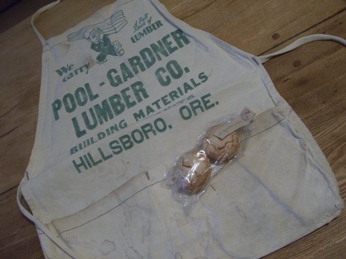 We
carry
LUMBER
POOL-GARDNER
LUMBER CO.
BUILDING MATERIALS
HILLSBORO, ORE.